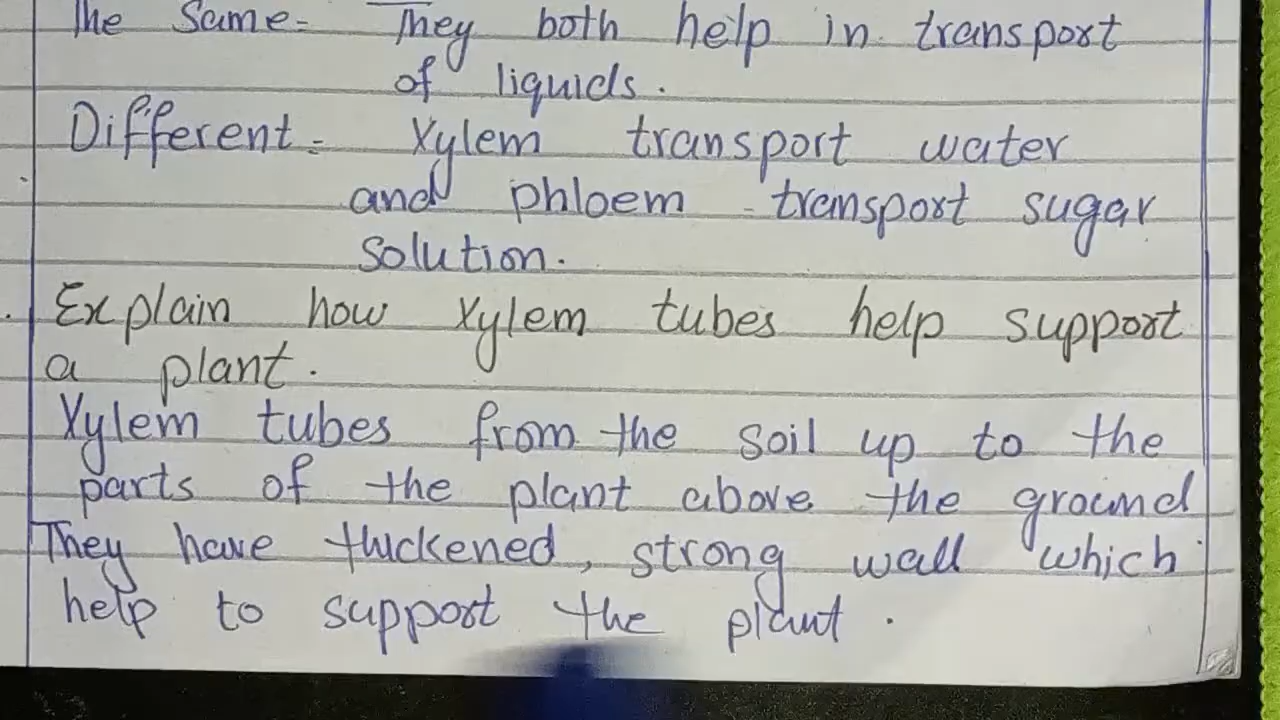 The Same = They both help in transport
of liquids.
Different = Xylem transport water
and phloem transport sugar
solution.
Explain how xylem tubes help support
a plant.
Xylem tubes from the soil up to the
parts of the plant above the ground
They have thickened, strong wall which
help to support the plant.